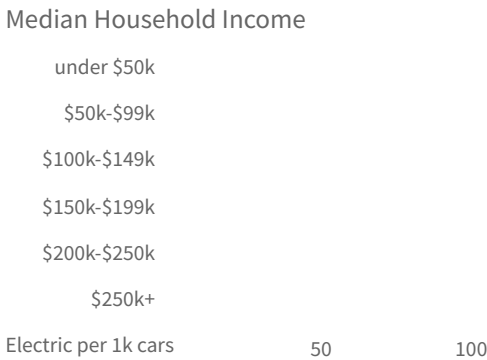 Median Household Income
under $50k
$50k-$99k
$100k-$149k
$150k-$199k
$200k-$250k
$250k+
Electric per 1k cars 50 100